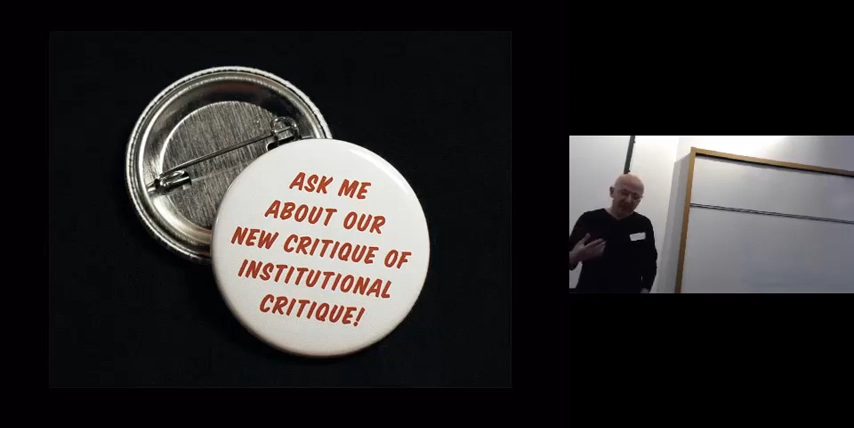 ASK ME
ABOUT OUR
NEW CRITIQUE OF
INSTITUTIONAL
CRITIQUE!